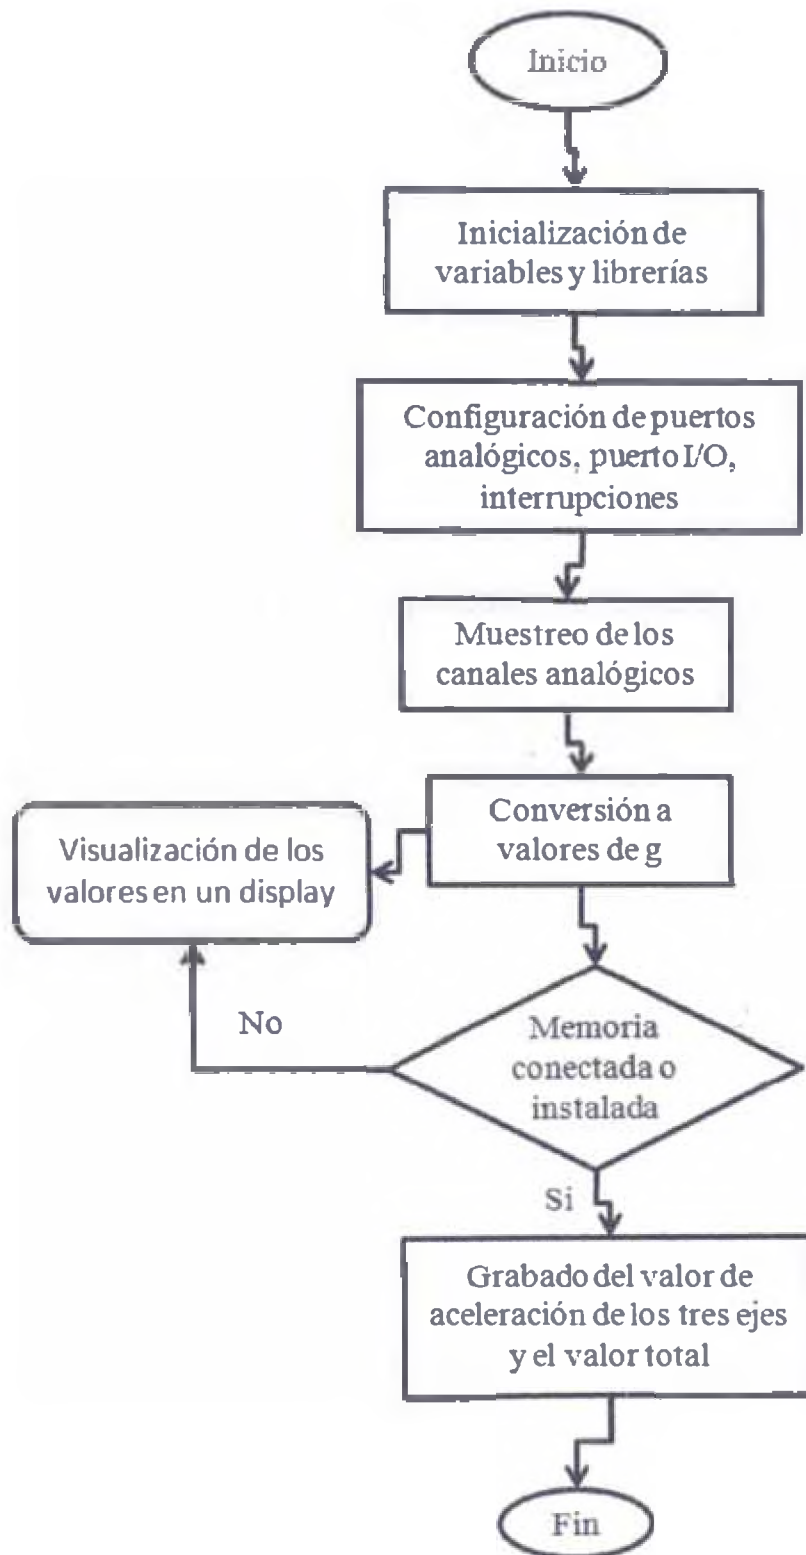 Inicio
Inicialización de
variables y librerías
Configuración de puertos
analógicos, puerto I/O,
interrupciones
Muestreo de los
canales analógicos
Conversión a
valores de g
Visualización de los
valores en un display
No
Memoria
conectada o
instalada
Si
Grabado del valor de
aceleración de los tres ejes
y el valor total
Fin